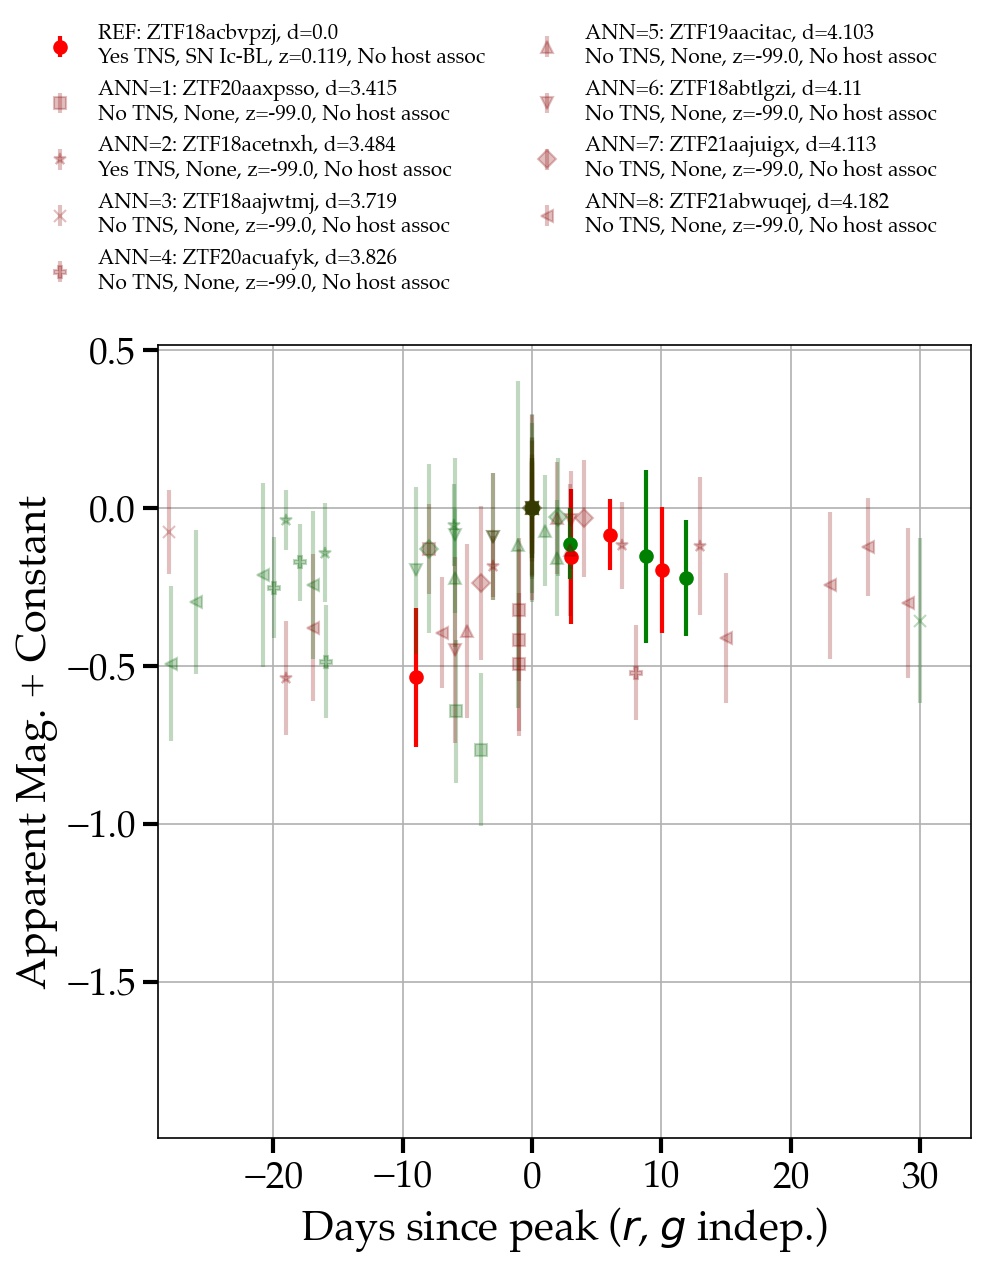 REF: ZTF18acbvpzj, d=0.0
Yes TNS, SN Ic-BL, z=0.119, No host assoc
ANN=1: ZTF20aaxpsso, d=3.415
No TNS, None, z=-99.0, No host assoc
ANN=2: ZTF18acetnxh, d=3.484
Yes TNS, None, z=-99.0, No host assoc
ANN=3: ZTF18aajwtmj, d=3.719
No TNS, None, z=-99.0, No host assoc
ANN=4: ZTF20acuafyk, d=3.826
No TNS, None, z=-99.0, No host assoc
ANN=5: ZTF19aacitac, d=4.103
No TNS, None, z=-99.0, No host assoc
ANN=6: ZTF18abtlgzi, d=4.11
No TNS, None, z=-99.0, No host assoc
ANN=7: ZTF21aajuigx, d=4.113
No TNS, None, z=-99.0, No host assoc
ANN=8: ZTF21abwuqej, d=4.182
No TNS, None, z=-99.0, No host assoc
Apparent Mag. + Constant
0.5
0.0
−0.5
−1.0
−1.5
−20
−10
0
10
20
30
Days since peak (r, g indep.)